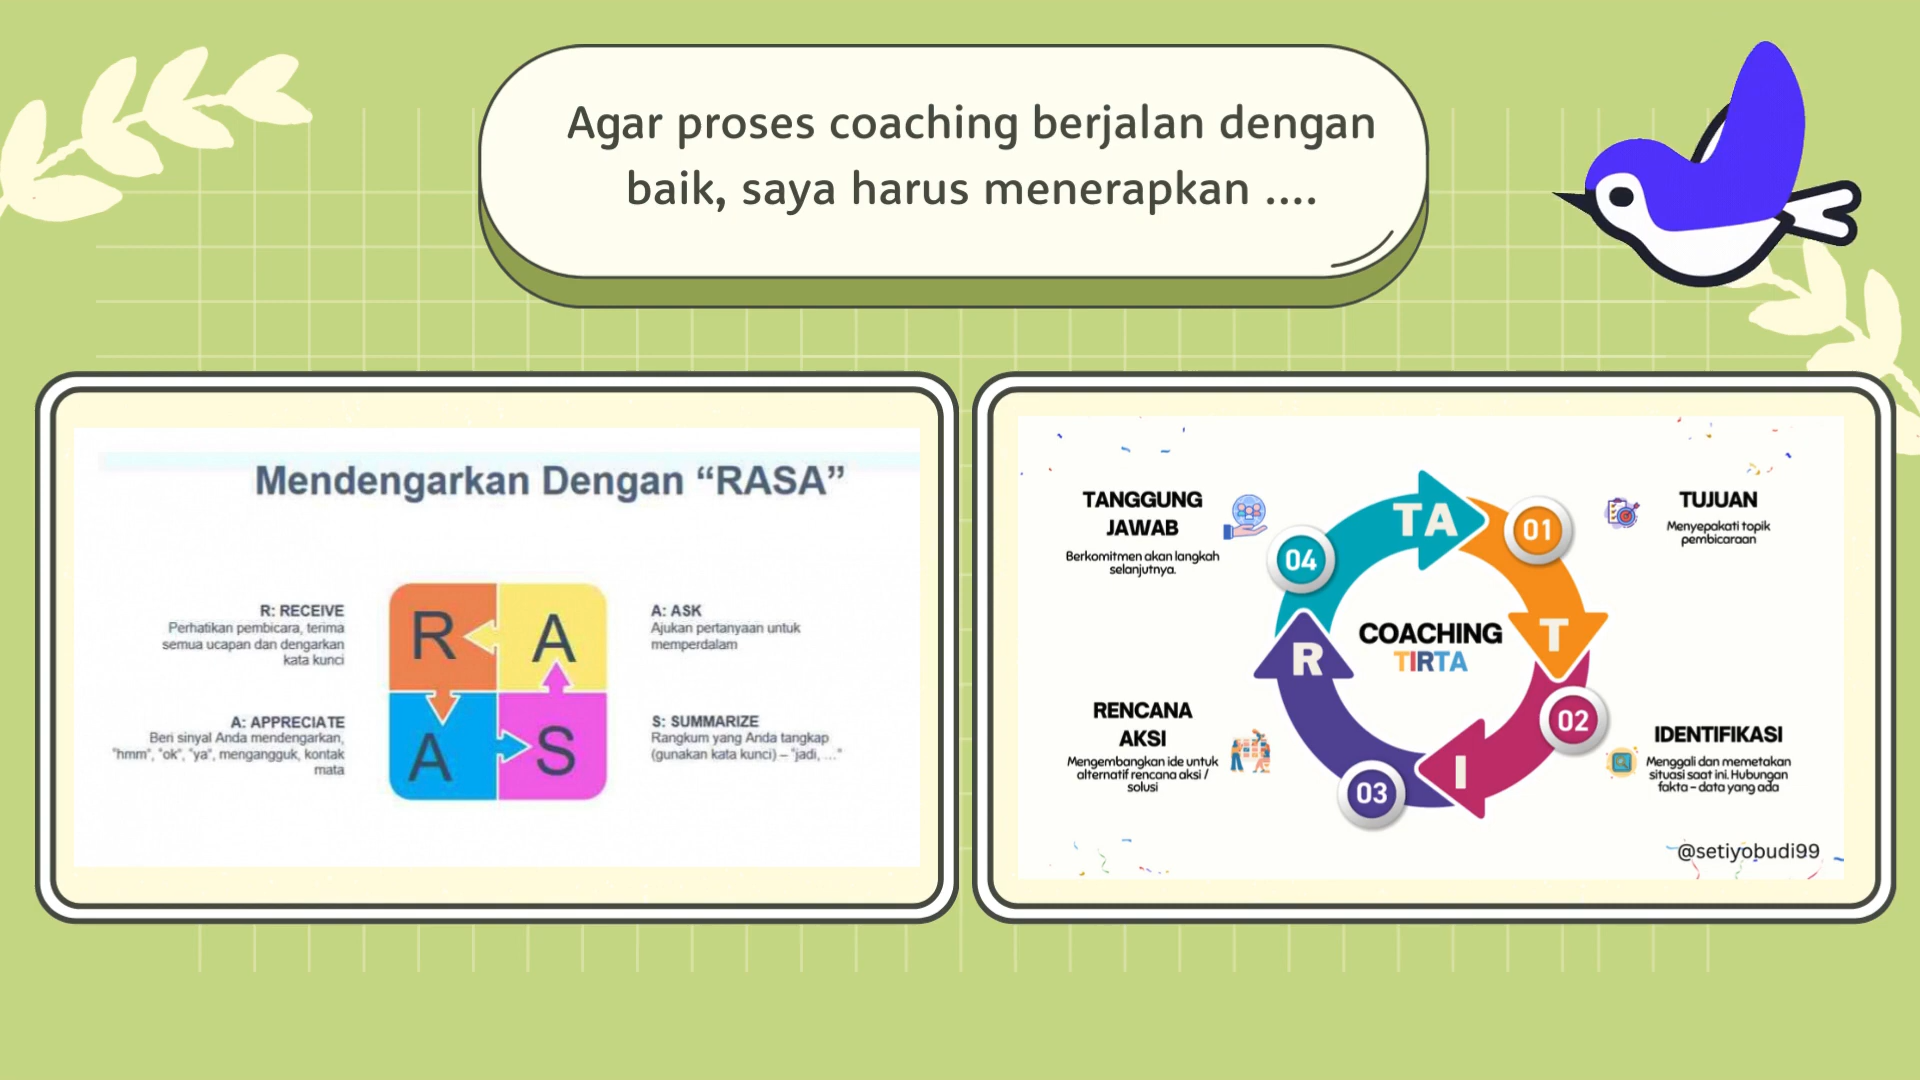 Agar proses coaching berjalan dengan
baik, saya harus menerapkan ....
Mendengarkan Dengan “RASA”
R: RECEIVE
Perhatikan pembicara, terima
semua ucapan dan dengarkan
kata kunci
A: APPRECIATE
Beri sinyal Anda mendengarkan,
"hmm", "ok", "ya", mengangguk, kontak
mata
R
A
A
S
A: ASK
Ajukan pertanyaan untuk
memperdalam
S: SUMMARIZE
Rangkum yang Anda tangkap
(gunakan kata kunci) – "jadi, ..."
TANGGUNG
JAWAB
Berkomitmen akan langkah
selanjutnya.
RENCANA
AKSI
Mengembangkan ide untuk
alternatif rencana aksi /
solusi
TA
01
04
COACHING
TIRTA
T
R
02
I
03
TUJUAN
Menyepakati topik
pembicaraan
IDENTIFIKASI
Menggali dan memetakan
situasi saat ini. Hubungan
fakta – data yang ada
@setiyobudi99